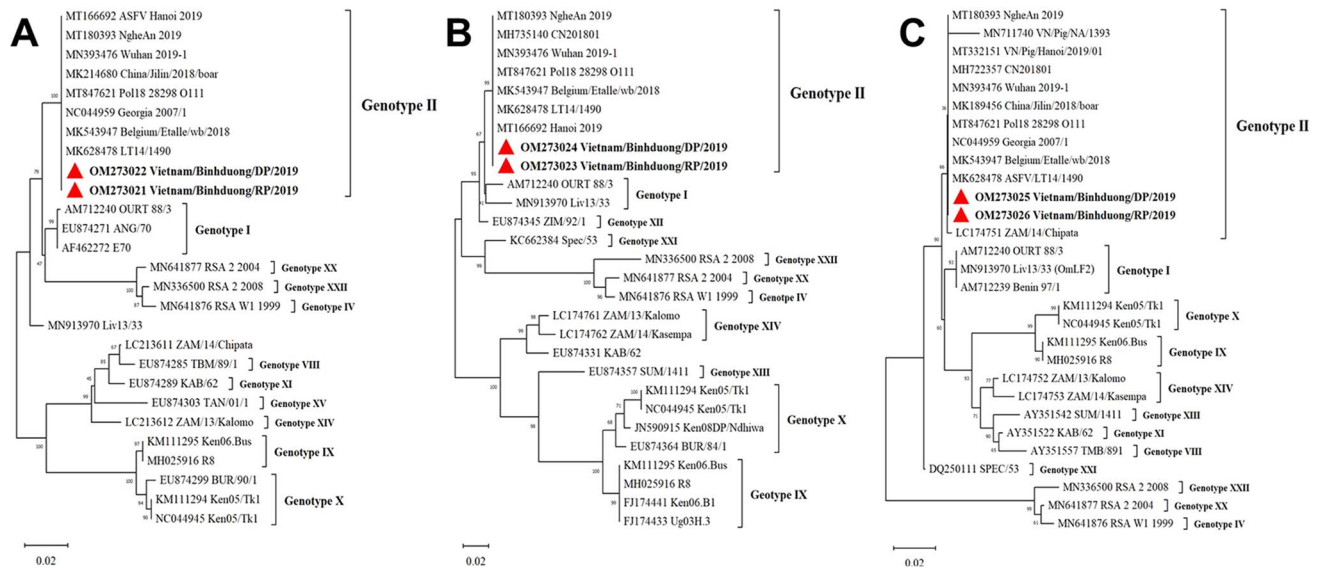 A
MT166692 ASFV Hanoi 2019
MT180393 NgheAn 2019
MN393476 Wuhan 2019-1
MK214680 China/Jilin/2018/boar
MT847621 Pol18 28298 O111
NC044959 Georgia 2007/1
MK543947 Belgium/Etalle/wb/2018
MK628478 LT14/1490
OM273022 Vietnam/Binhduong/DP/2019
OM273021 Vietnam/Binhduong/RP/2019
Genotype II
AM712240 OURT 88/3
EU874271 ANG/70
AF462272 E70
Genotype I
MN641877 RSA 2 2004 Genotype XX
MN336500 RSA 2 2008 Genotype XXII
MN641876 RSA W1 1999 Genotype IV
MN913970 Liv13/33
LC213611 ZAM/14/Chipata
EU874285 TBM/89/1 Genotype VIII
EU874289 KAB/62 Genotype XI
EU874303 TAN/01/1 Genotype XV
LC213612 ZAM/13/Kalomo Genotype XIV
KM111295 Ken06.Bus
MH025916 R8
Genotype IX
EU874299 BUR/90/1
KM111294 Ken05/Tk1
NC044945 Ken05/Tk1
Genotype X
0.02
B
MT180393 NgheAn 2019
MH735140 CN201801
MN393476 Wuhan 2019-1
MT847621 Pol18 28298 O111
MK543947 Belgium/Etalle/wb/2018
MK628478 LT14/1490
MT166692 Hanoi 2019
OM273024 Vietnam/Binhduong/DP/2019
OM273023 Vietnam/Binhduong/RP/2019
Genotype II
AM712240 OURT 88/3
MN913970 Liv13/33
Genotype I
EU874345 ZIM/92/1 Genotype XII
KC662384 Spec/53 Genotype XXI
MN336500 RSA 2 2008 Genotype XXII
MN641877 RSA 2 2004 Genotype XX
MN641876 RSA W1 1999 Genotpe IV
LC174761 ZAM/13/Kalomo
LC174762 ZAM/14/Kasempa
Genotype XIV
EU874331 KAB/62
EU874357 SUM/1411 Genotype XIII
KM111294 Ken05/Tk1
NC044945 Ken05/Tk1
JN590915 Ken08DP/Ndhiwa
EU874364 BUR/84/1
Genotype X
KM111295 Ken06.Bus
MH025916 R8
FJ174441 Ken06.B1
FJ174433 Ug03H.3
Geotype IX
0.02
C
MT180393 NgheAn 2019
MN711740 VN/Pig/NA/1393
MT332151 VN/Pig/Hanoi/2019/01
MH722357 CN201801
MN393476 Wuhan 2019-1
MK189456 China/Jilin/2018/boar
MT847621 Pol18 28298 O111
NC044959 Georgia 2007/1
MK543947 Belgium/Etalle/wb/2018
MK628478 ASFV/LT14/1490
OM273025 Vietnam/Binhduong/DP/2019
OM273026 Vietnam/Binhduong/RP/2019
LC174751 ZAM/14/Chipata
Genotype II
AM712240 OURT 88/3
MN913970 Liv13/33 (OmLF2)
AM712239 Benin 97/1
Genotype I
KM111294 Ken05/Tk1
NC044945 Ken05/Tk1
Genotype X
KM111295 Ken06.Bus
MH025916 R8
Genotype IX
LC174752 ZAM/13/Kalomo
LC174753 ZAM/14/Kasempa
Genotype XIV
AY351542 SUM/1411 Genotype XIII
AY351522 KAB/62 Genotype XI
AY351557 TMB/891 Genotype VIII
DQ250111 SPEC/53 Genotype XXI
MN336500 RSA 2 2008 Genotype XXII
MN641877 RSA 2 2004 Genotype XX
MN641876 RSA W1 1999 Genotype IV
0.02